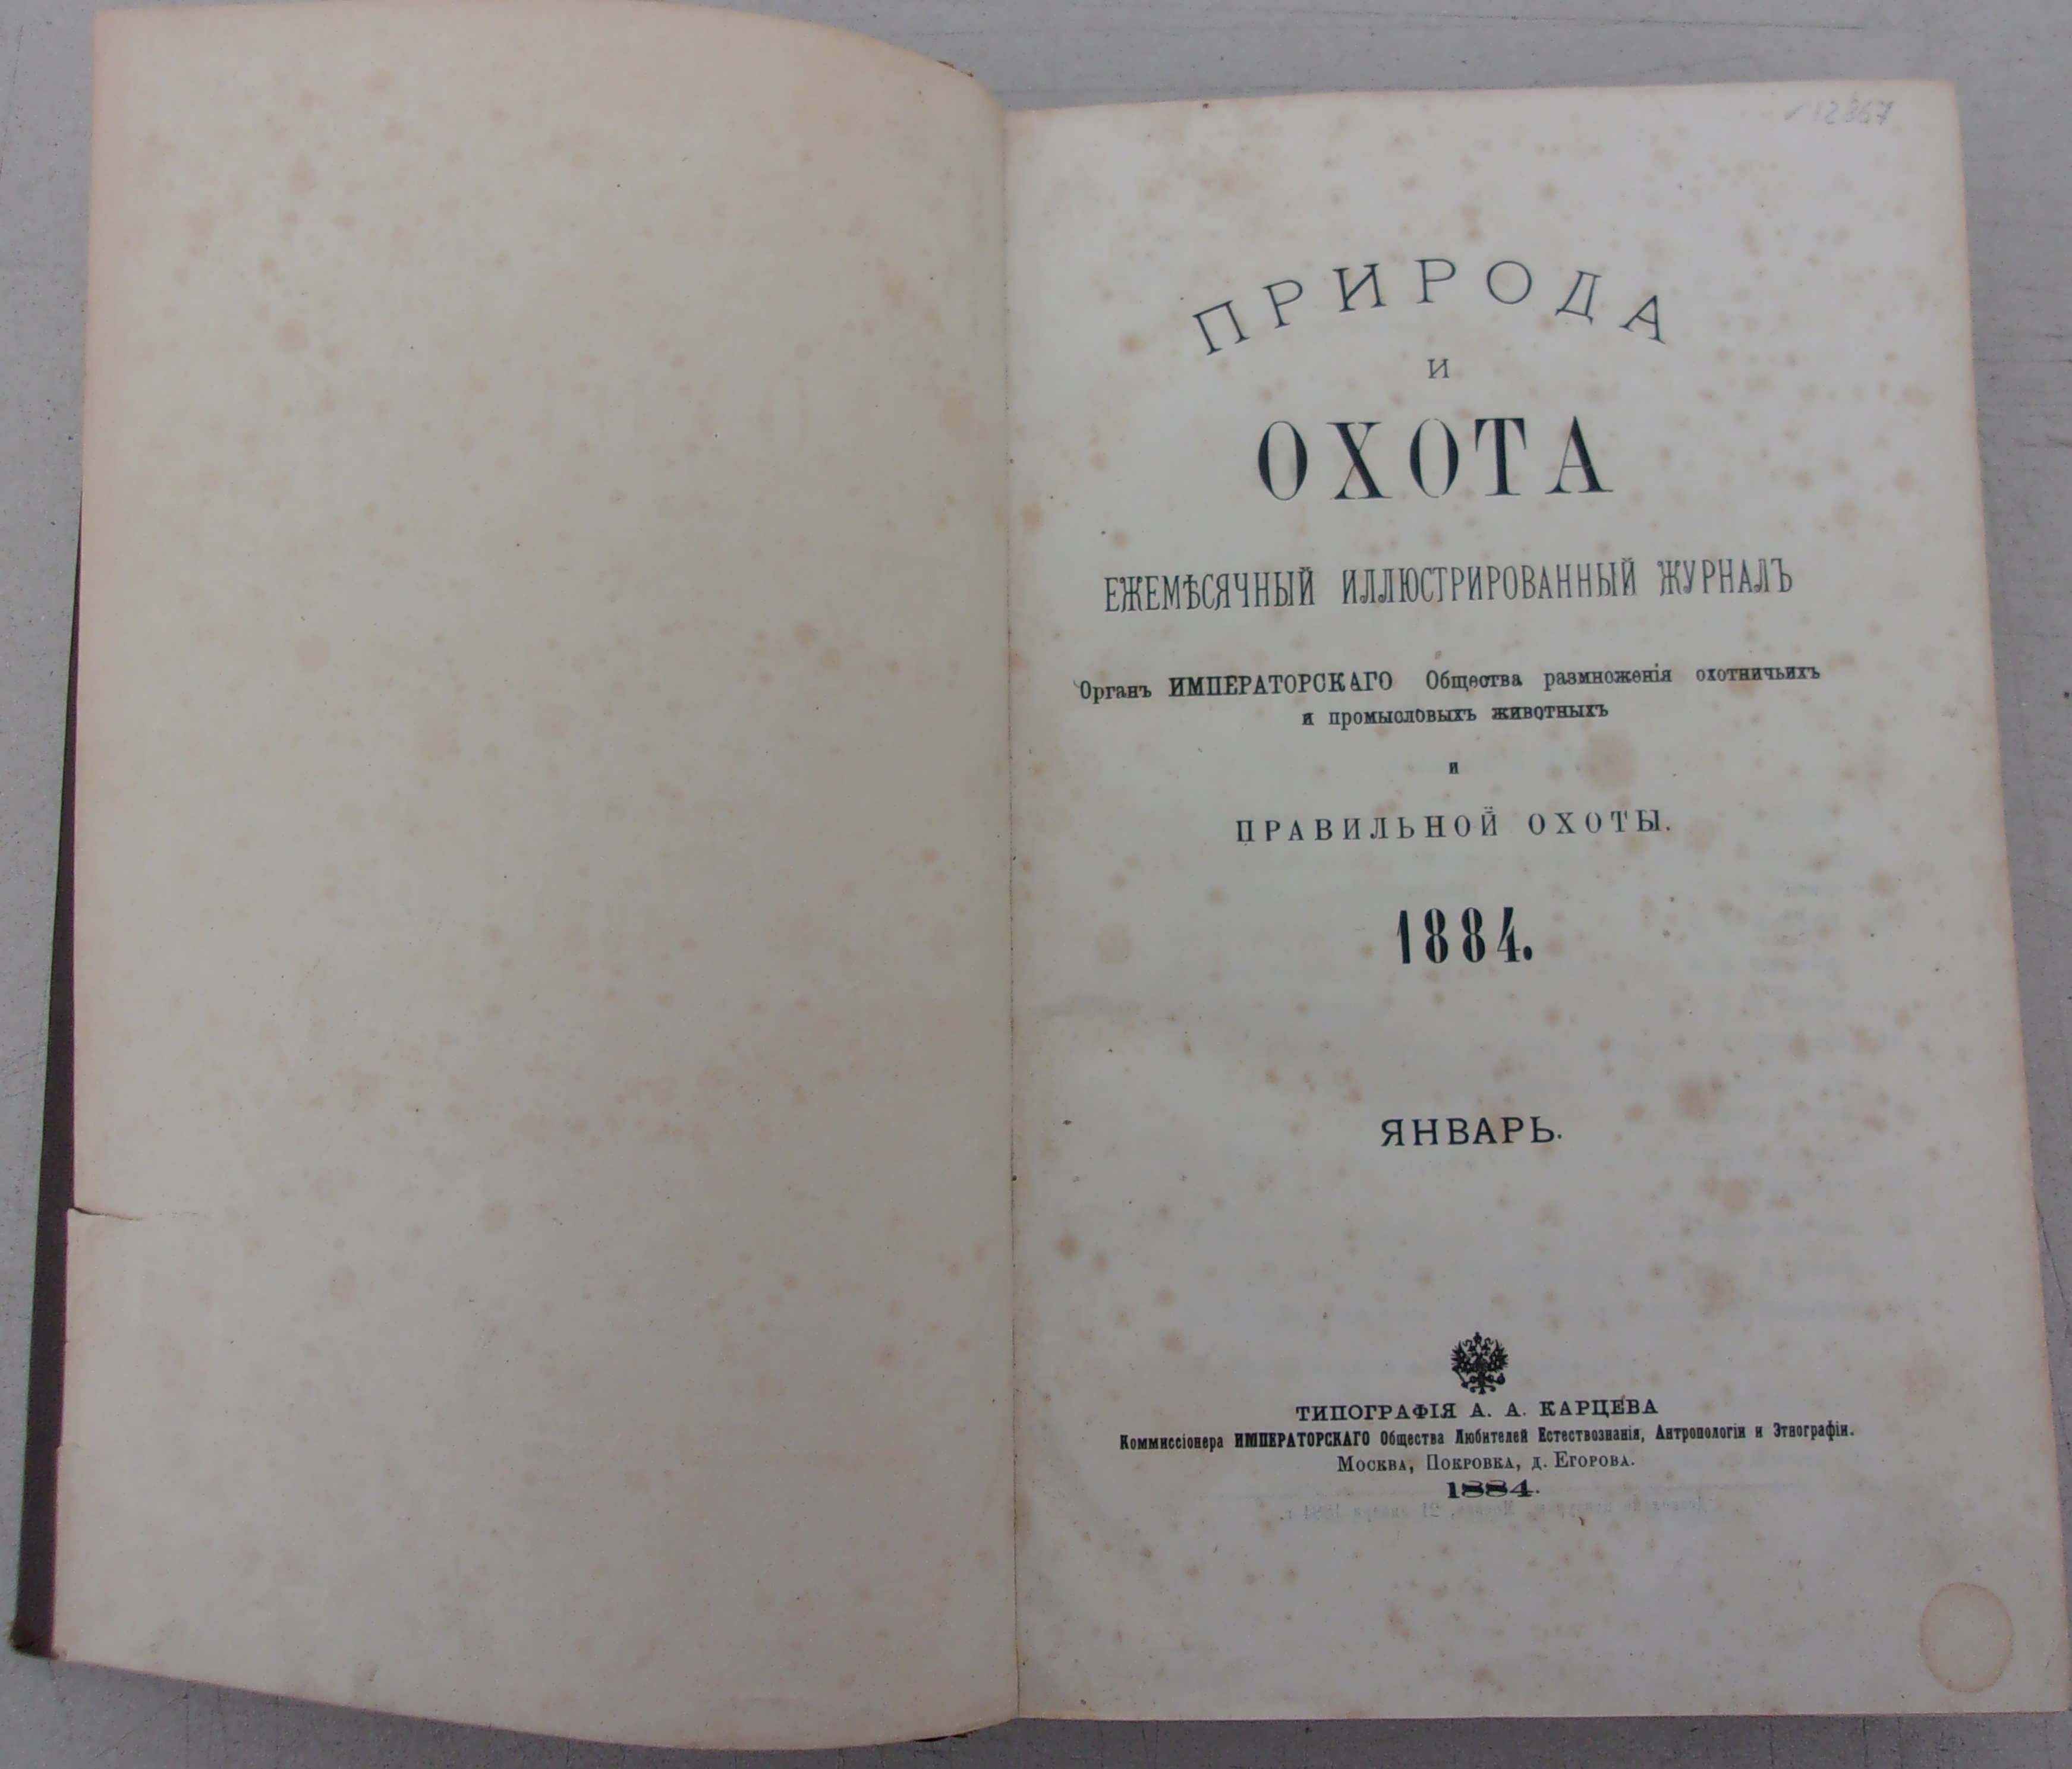 12867
ПРИРОДА
И
ОХОТА
ЕЖЕМѢСЯЧНЫЙ ИЛЛЮСТРИРОВАННЫЙ ЖУРНАЛЪ
Органъ ИМПЕРАТОРСКАГО Общества размноженія охотничьихъ
и промысловыхъ животныхъ
и
ПРАВИЛЬНОЙ ОХОТЫ.
1884.
ЯНВАРЬ.
ТИПОГРАФІЯ А. А. КАРЦЕВА
Коммиссіонера ИМПЕРАТОРСКАГО Общества Любителей Естествознанія, Антропологіи и Этнографіи.
Москва, Покровка, д. Егорова.
1884.